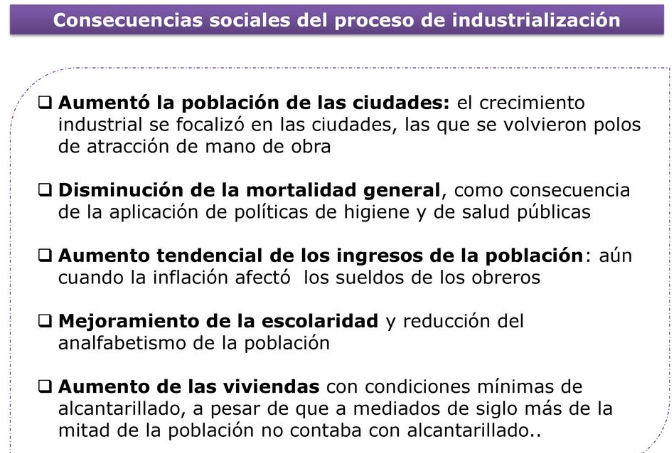 Consecuencias sociales del proceso de industrialización
❑ Aumentó la población de las ciudades: el crecimiento
industrial se focalizó en las ciudades, las que se volvieron polos
de atracción de mano de obra
❑ Disminución de la mortalidad general, como consecuencia
de la aplicación de políticas de higiene y de salud públicas
❑ Aumento tendencial de los ingresos de la población: aún
cuando la inflación afectó los sueldos de los obreros
❑ Mejoramiento de la escolaridad y reducción del
analfabetismo de la población
❑ Aumento de las viviendas con condiciones mínimas de
alcantarillado, a pesar de que a mediados de siglo más de la
mitad de la población no contaba con alcantarillado..